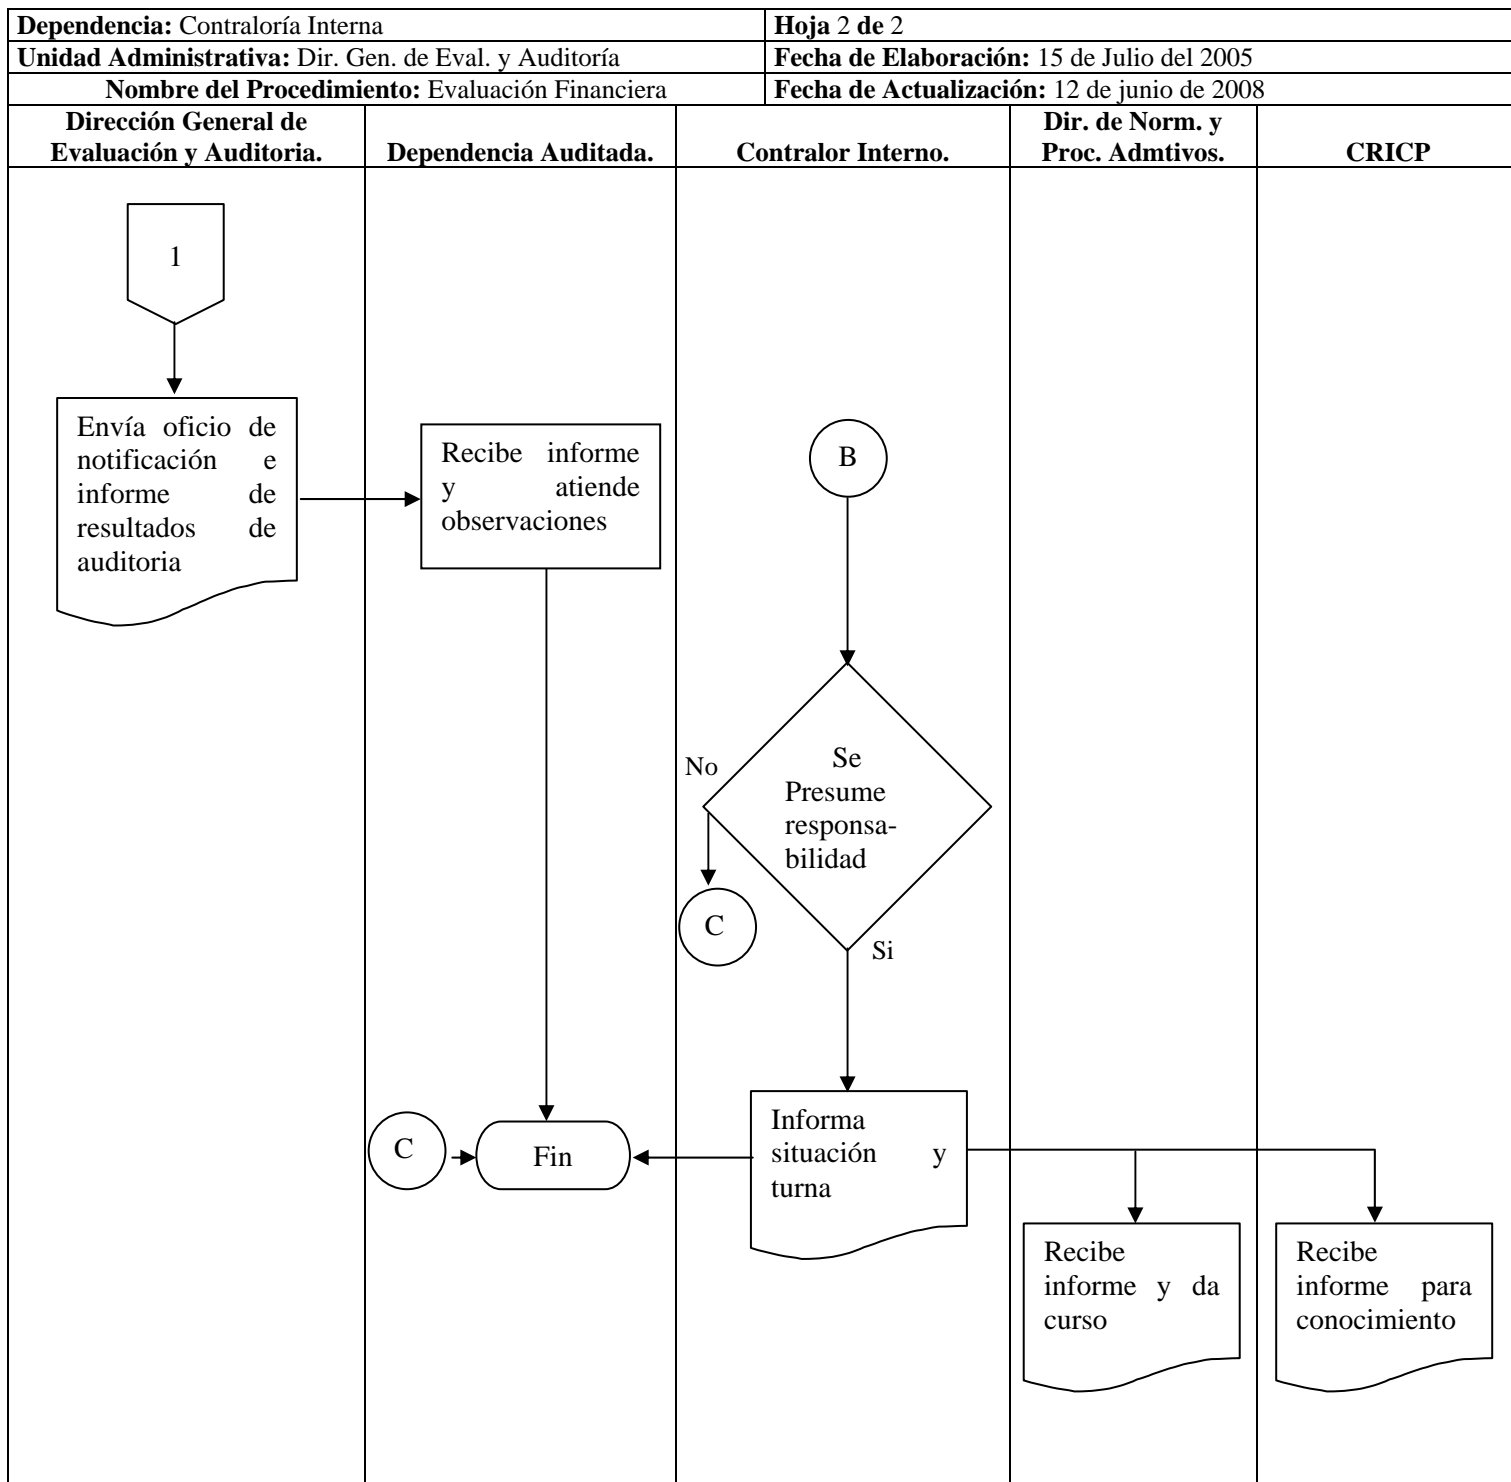 Dependencia: Contraloría Interna
Hoja 2 de 2
Unidad Administrativa: Dir. Gen. de Eval. y Auditoría
Fecha de Elaboración: 15 de Julio del 2005
Nombre del Procedimiento: Evaluación Financiera
Fecha de Actualización: 12 de junio de 2008
Dirección General de
Evaluación y Auditoria.
Dependencia Auditada.
Contralor Interno.
Dir. de Norm. y
Proc. Admtivos.
CRICP
1
Envía oficio de
notificación e
informe de
resultados de
auditoria
Recibe informe
y atiende
observaciones
B
Se
Presume
responsa-
bilidad
No
C
Si
C
Fin
Informa
situación y
turna
Recibe
informe y da
curso
Recibe
informe para
conocimiento